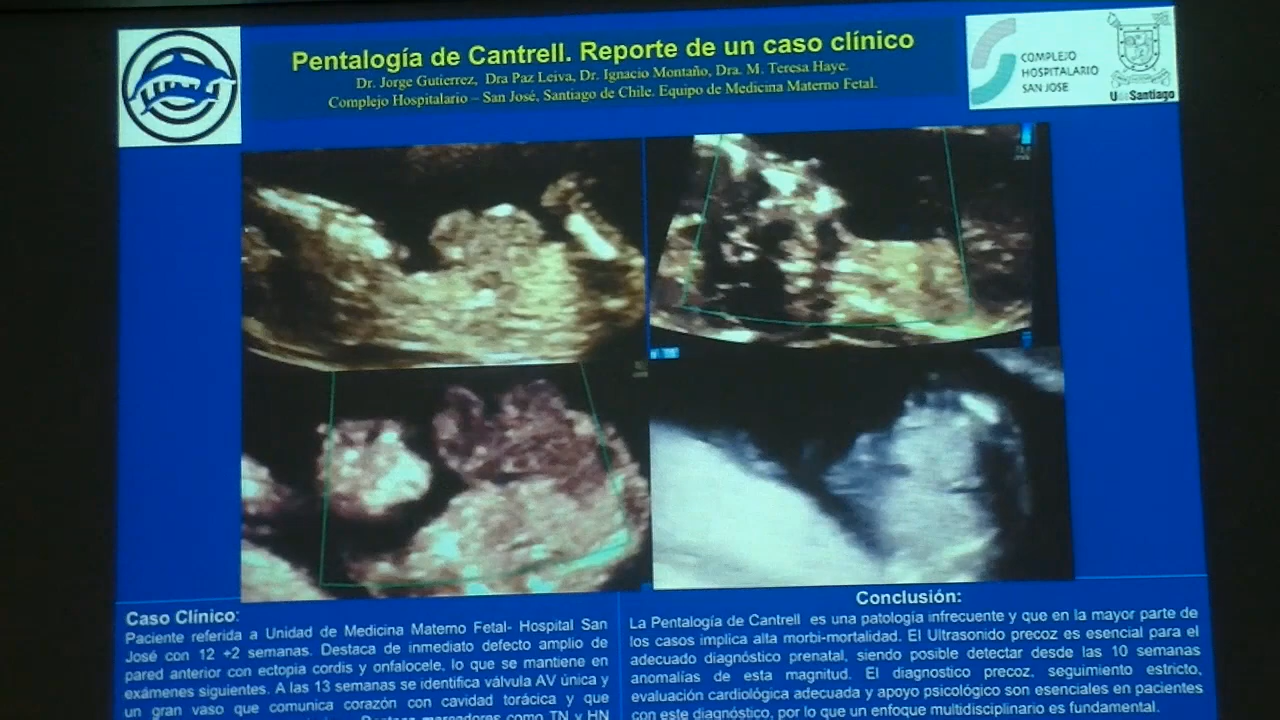 Pentalogía de Cantrell. Reporte de un caso clínico
Dr. Jorge Gutierrez, Dra Paz Leiva, Dr. Ignacio Montaño, Dra. M. Teresa Haye.
Complejo Hospitalario – San José, Santiago de Chile. Equipo de Medicina Materno Fetal.
COMPLEJO
HOSPITALARIO
SAN JOSE
Santiago
Caso Clínico:
Paciente referida a Unidad de Medicina Materno Fetal- Hospital San
José con 12 +2 semanas. Destaca de inmediato defecto amplio de
pared anterior con ectopia cordis y onfalocele, lo que se mantiene en
exámenes siguientes. A las 13 semanas se identifica válvula AV única y
un gran vaso que comunica corazón con cavidad torácica y que
marcadores como TN y HN
Conclusión:
La Pentalogía de Cantrell es una patología infrecuente y que en la mayor parte de
los casos implica alta morbi-mortalidad. El Ultrasonido precoz es esencial para el
adecuado diagnóstico prenatal, siendo posible detectar desde las 10 semanas
anomalías de esta magnitud. El diagnostico precoz, seguimiento estricto,
evaluación cardiológica adecuada y apoyo psicológico son esenciales en pacientes
con este diagnóstico, por lo que un enfoque multidisciplinario es fundamental.